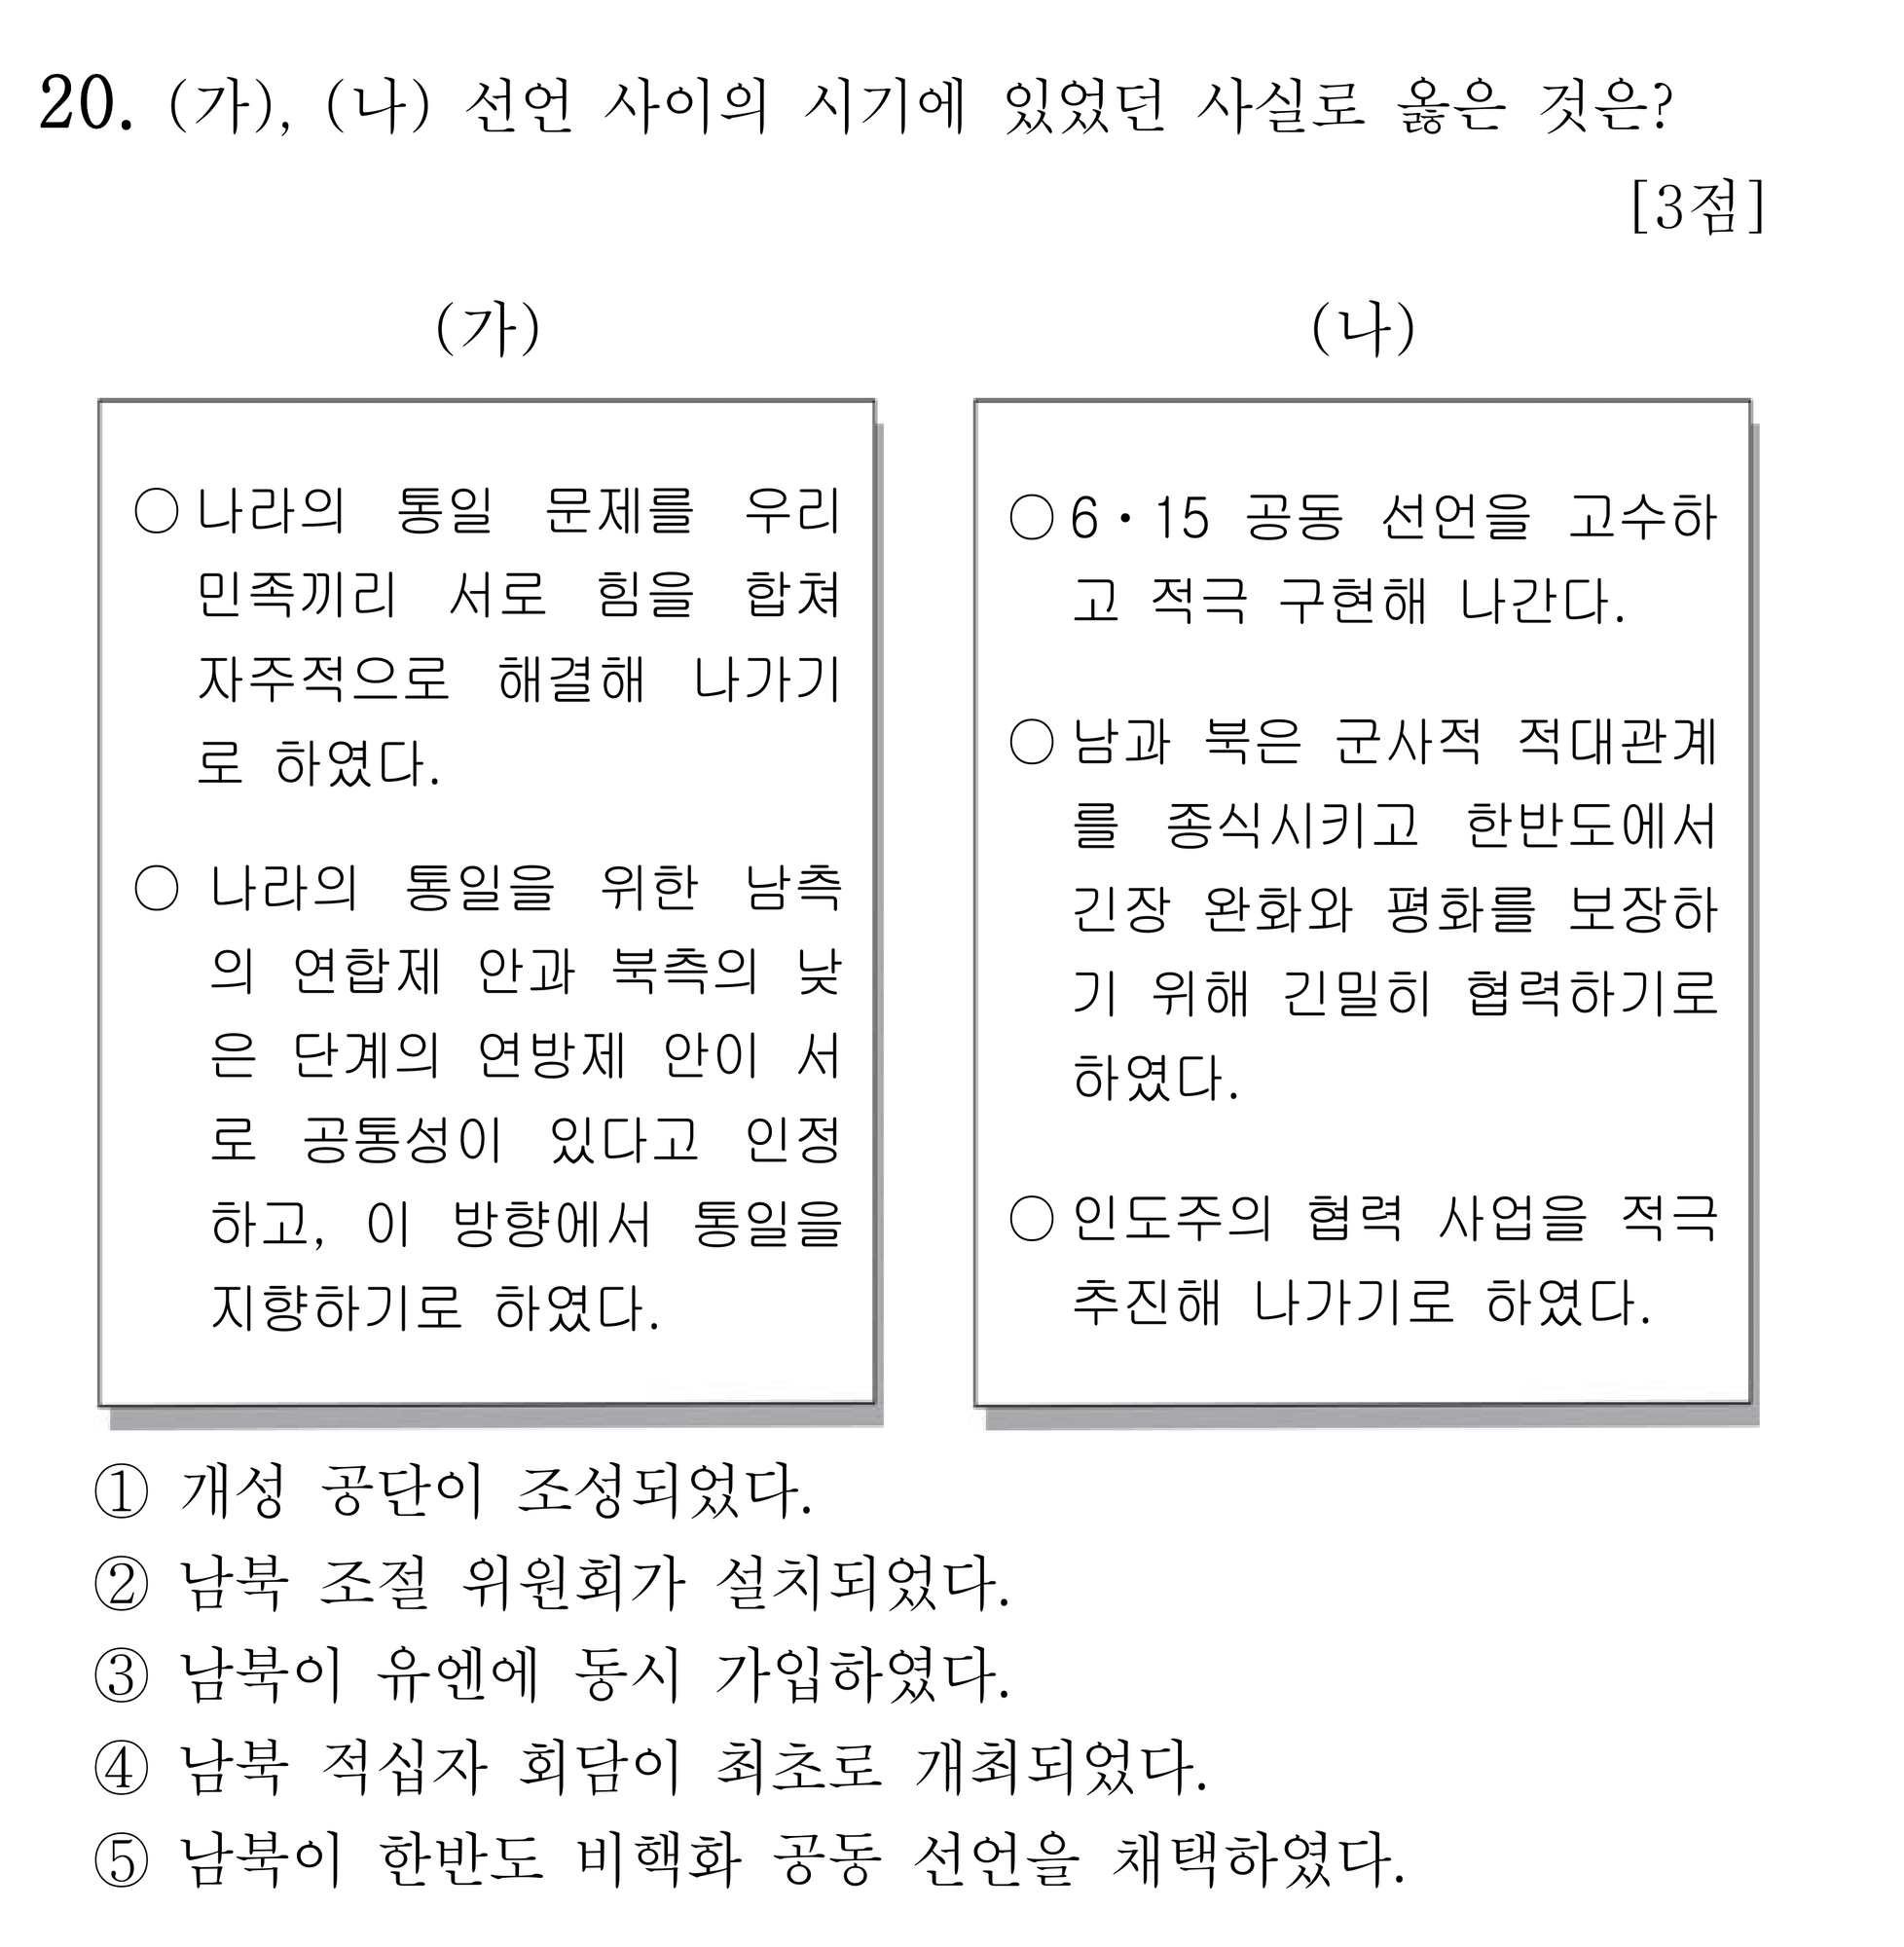 20. (가), (나) 선언 사이의 시기에 있었던 사실로 옳은 것은?
[3점]
(가)
○ 나라의 통일 문제를 우리
민족끼리 서로 힘을 합쳐
자주적으로 해결해 나가기
로 하였다.
○ 나라의 통일을 위한 남측
의 연합제 안과 북측의 낮
은 단계의 연방제 안이 서
로 공통성이 있다고 인정
하고, 이 방향에서 통일을
지향하기로 하였다.
(나)
○ 6·15 공동 선언을 고수하
고 적극 구현해 나간다.
○ 남과 북은 군사적 적대관계
를 종식시키고 한반도에서
긴장 완화와 평화를 보장하
기 위해 긴밀히 협력하기로
하였다.
○ 인도주의 협력 사업을 적극
추진해 나가기로 하였다.
① 개성 공단이 조성되었다.
② 남북 조절 위원회가 설치되었다.
③ 남북이 유엔에 동시 가입하였다.
④ 남북 적십자 회담이 최초로 개최되었다.
⑤ 남북이 한반도 비핵화 공동 선언을 채택하였다.